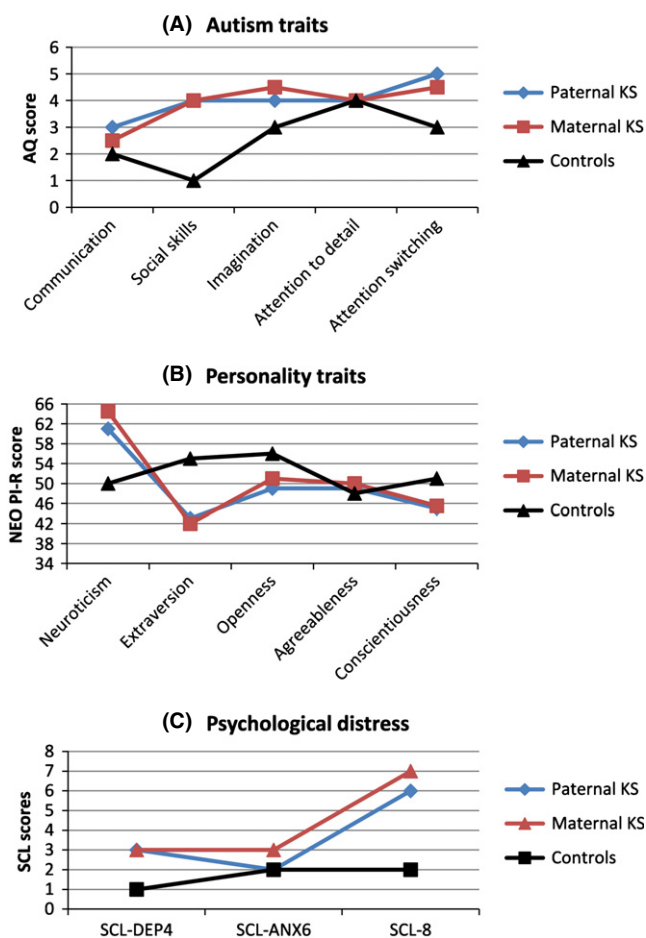 (A) Autism traits
AQ score
5
6
4
3
2
1
0
Communication
Social skills
Imagination
Attention to detail
Attention switching
Paternal KS
Maternal KS
Controls
(B) Personality traits
NEO PI-R score
66
62
58
54
50
46
42
38
34
Neuroticism
Extraversion
Openness
Agreeableness
Conscientiousness
Paternal KS
Maternal KS
Controls
(C) Psychological distress
SCL scores
8
7
6
5
4
3
2
1
0
SCL-DEP4
SCL-ANX6
SCL-8
Paternal KS
Maternal KS
Controls